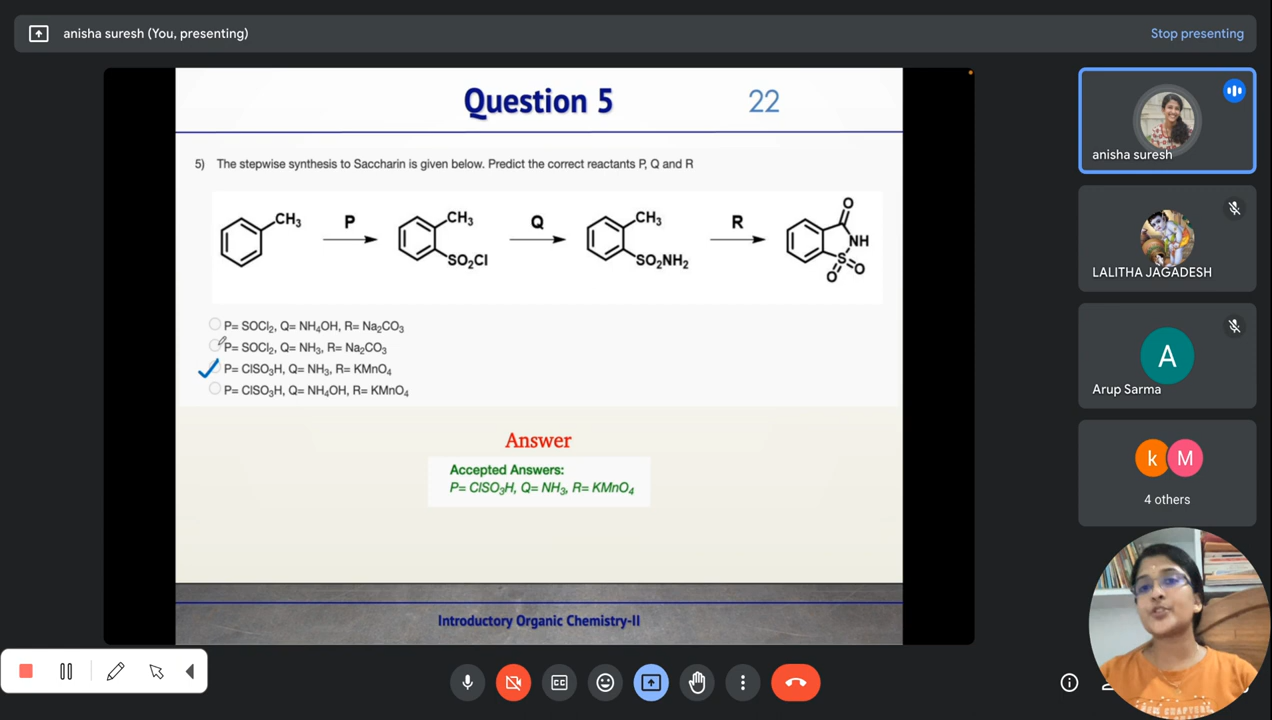 anisha suresh (You, presenting)
Stop presenting
Question 5
22
5) The stepwise synthesis to Saccharin is given below. Predict the correct reactants P, Q and R
CH₃
P
CH₃
SO₂Cl
Q
CH₃
SO₂NH₂
R
O
NH
S
O
O
P= SOCl₂, Q= NH₄OH, R= Na₂CO₃
P= SOCl₂, Q= NH₃, R= Na₂CO₃
P= ClSO₃H, Q= NH₃, R= KMnO₄
P= ClSO₃H, Q= NH₄OH, R= KMnO₄
Answer
Accepted Answers:
P= ClSO₃H, Q= NH₃, R= KMnO₄
Introductory Organic Chemistry-II
anisha suresh
LALITHA JAGADESH
A
Arup Sarma
k
M
4 others
CC